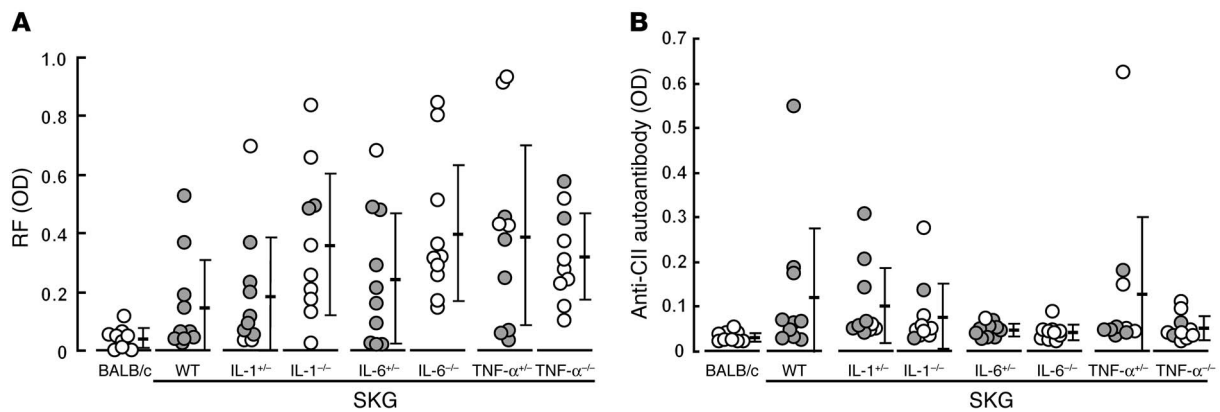 A
RF (OD)
1.0
0.8
0.6
0.4
0.2
0
BALB/c WT IL-1+/– IL-1–/– IL-6+/– IL-6–/– TNF-α+/– TNF-α–/–
SKG
B
Anti-CII autoantibody (OD)
0.7
0.6
0.5
0.4
0.3
0.2
0.1
0
BALB/c WT IL-1+/– IL-1–/– IL-6+/– IL-6–/– TNF-α+/– TNF-α–/–
SKG